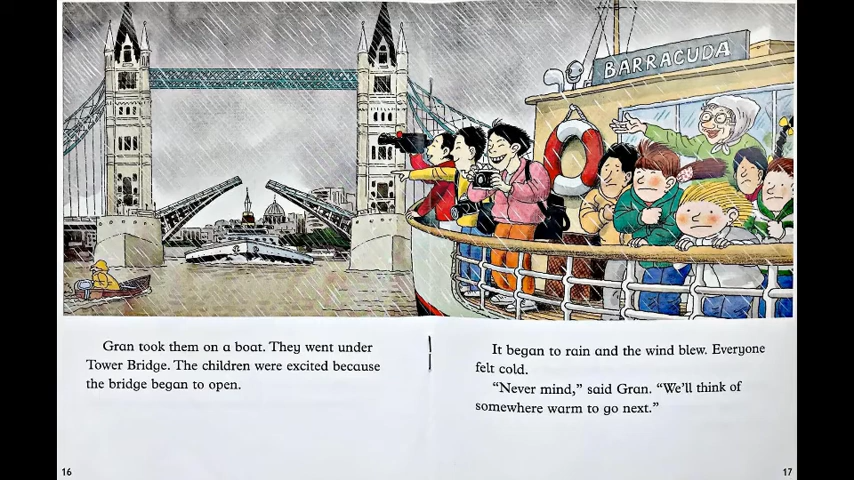 BARRACUDA
Gran took them on a boat. They went under
Tower Bridge. The children were excited because
the bridge began to open.
It began to rain and the wind blew. Everyone
felt cold.
“Never mind,” said Gran. “We’ll think of
somewhere warm to go next.”
16
17